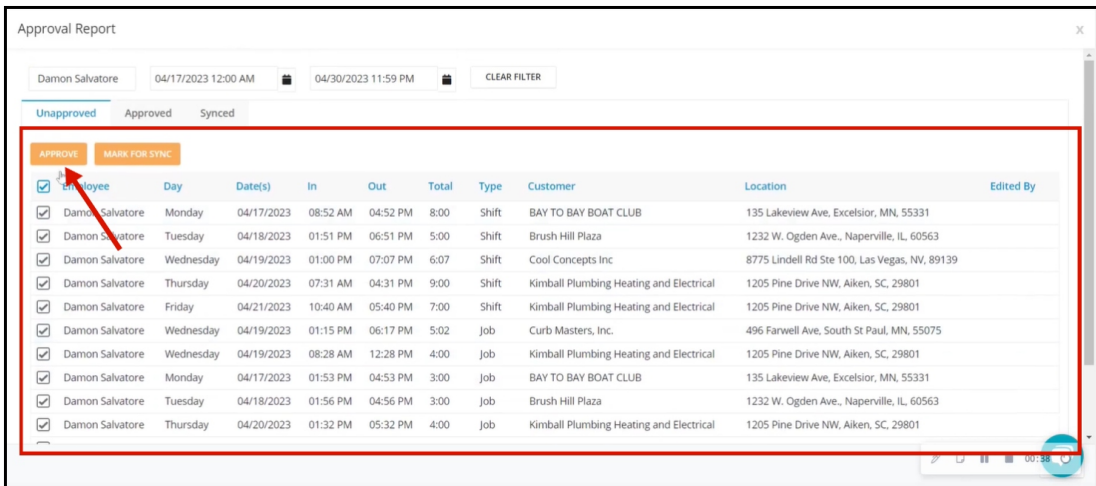 Approval Report X
Damon Salvatore 04/17/2023 12:00 AM 04/30/2023 11:59 PM CLEAR FILTER
Unapproved Approved Synced
APPROVE MARK FOR SYNC
Employee Day Date(s) In Out Total Type Customer Location Edited By
Damon Salvatore Monday 04/17/2023 08:52 AM 04:52 PM 8:00 Shift BAY TO BAY BOAT CLUB 135 Lakeview Ave, Excelsior, MN, 55331
Damon Salvatore Tuesday 04/18/2023 01:51 PM 06:51 PM 5:00 Shift Brush Hill Plaza 1232 W. Ogden Ave., Naperville, IL, 60563
Damon Salvatore Wednesday 04/19/2023 01:00 PM 07:07 PM 6:07 Shift Cool Concepts Inc 8775 Lindell Rd Ste 100, Las Vegas, NV, 89139
Damon Salvatore Thursday 04/20/2023 07:31 AM 04:31 PM 9:00 Shift Kimball Plumbing Heating and Electrical 1205 Pine Drive NW, Aiken, SC, 29801
Damon Salvatore Friday 04/21/2023 10:40 AM 05:40 PM 7:00 Shift Kimball Plumbing Heating and Electrical 1205 Pine Drive NW, Aiken, SC, 29801
Damon Salvatore Wednesday 04/19/2023 01:15 PM 06:17 PM 5:02 Job Curb Masters, Inc. 496 Farwell Ave, South St Paul, MN, 55075
Damon Salvatore Wednesday 04/19/2023 08:28 AM 12:28 PM 4:00 Job Kimball Plumbing Heating and Electrical 1205 Pine Drive NW, Aiken, SC, 29801
Damon Salvatore Monday 04/17/2023 01:53 PM 04:53 PM 3:00 Job BAY TO BAY BOAT CLUB 135 Lakeview Ave, Excelsior, MN, 55331
Damon Salvatore Tuesday 04/18/2023 01:56 PM 04:56 PM 3:00 Job Brush Hill Plaza 1232 W. Ogden Ave., Naperville, IL, 60563
Damon Salvatore Thursday 04/20/2023 01:32 PM 05:32 PM 4:00 Job Kimball Plumbing Heating and Electrical 1205 Pine Drive NW, Aiken, SC, 29801
00:38